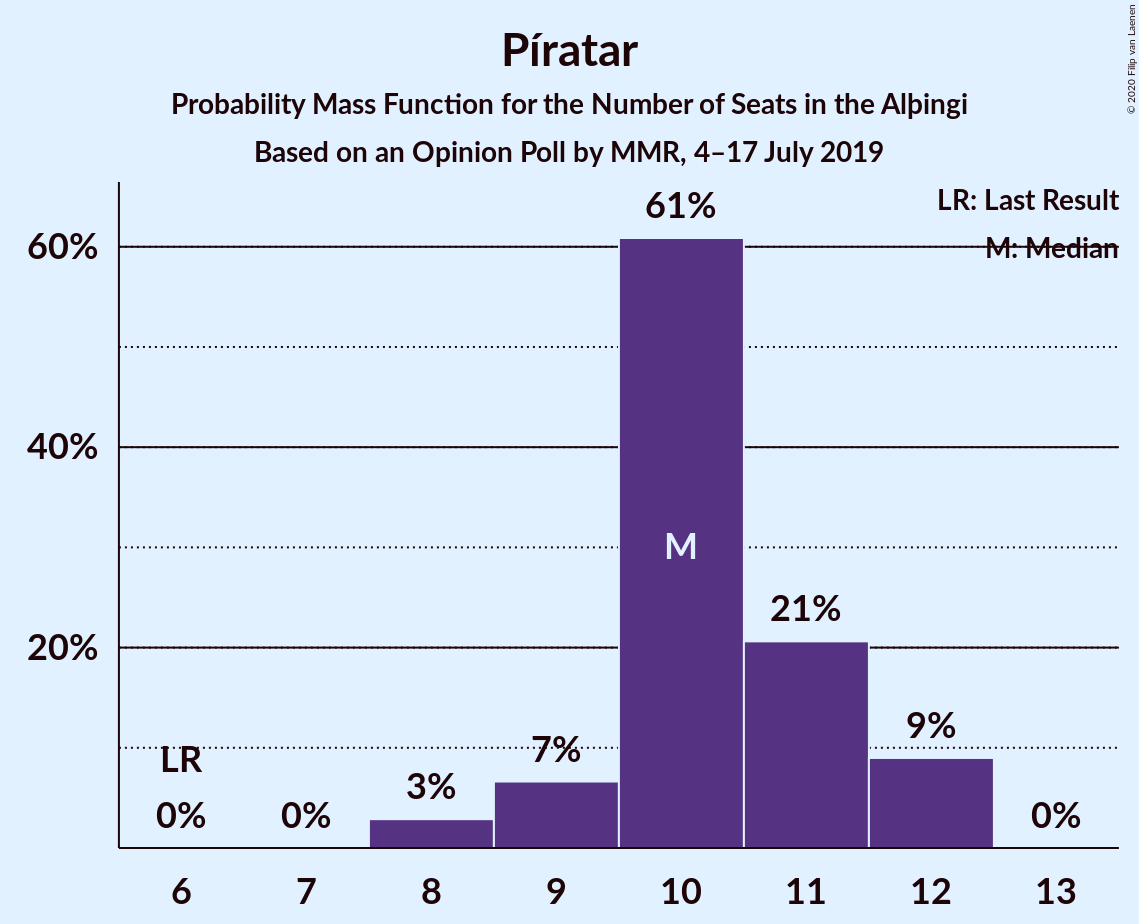 Píratar
Probability Mass Function for the Number of Seats in the Alþingi
Based on an Opinion Poll by MMR, 4–17 July 2019
© 2020 Filip van Laenen
LR: Last Result
M: Median
61%
60%
40%
M
21%
20%
9%
7%
LR
3%
0%
0%
0%
6 7 8 9 10 11 12 13